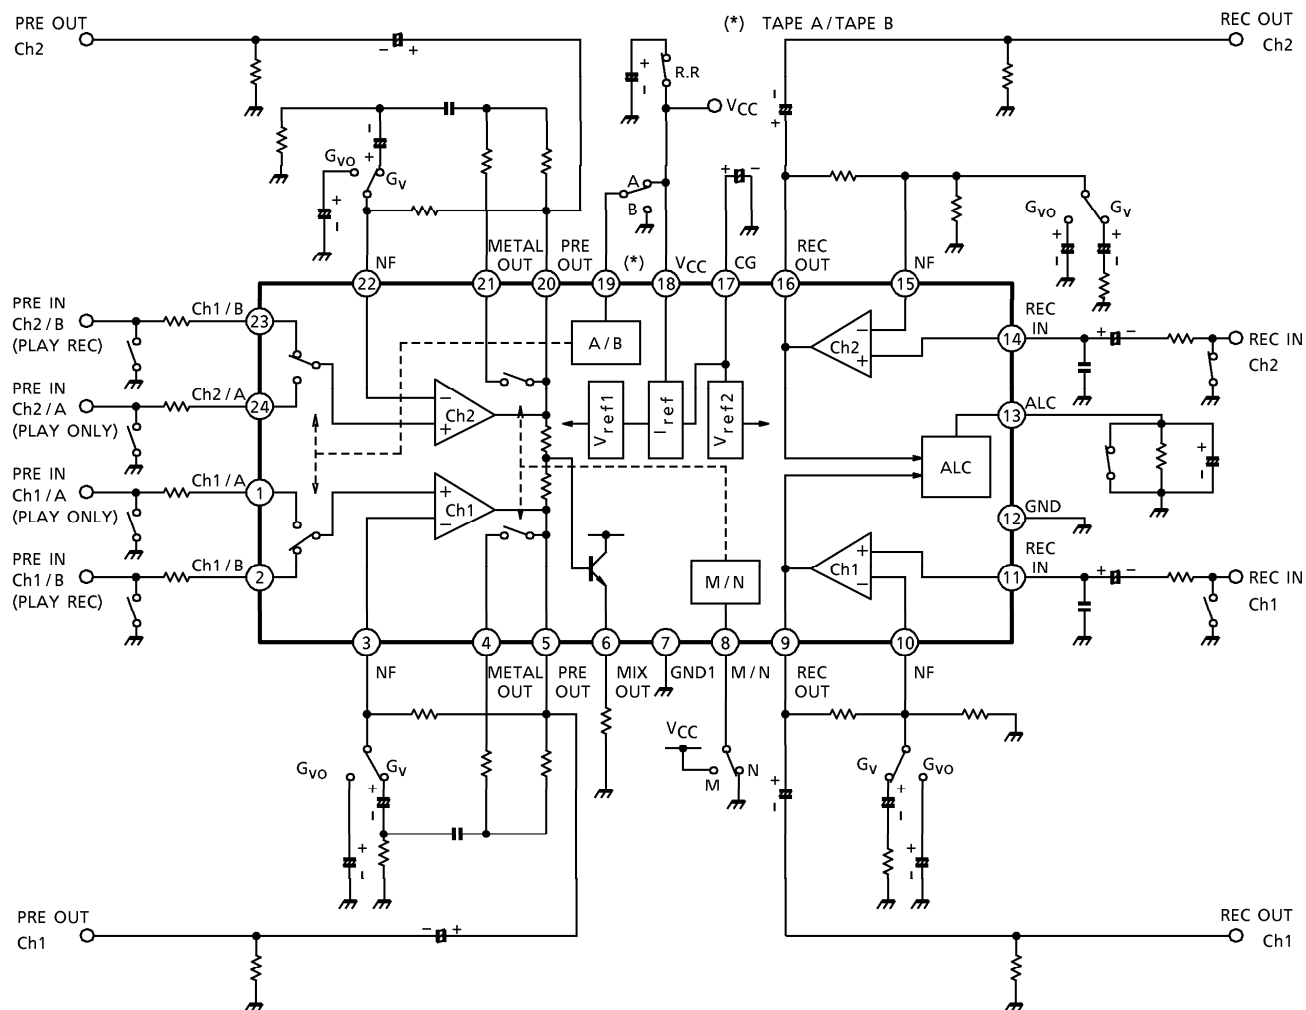 PRE OUT
Ch2
(*) TAPE A / TAPE B
REC OUT
Ch2
R.R
VCC
− +
+ −
GVO
GV
A
B
GVO
GV
NF
METAL OUT
PRE OUT
(*)
VCC
CG
REC OUT
NF
22
21
20
19
18
17
16
15
PRE IN
Ch2 / B
(PLAY REC)
Ch1 / B
23
A / B
Ch2
− +
14
REC IN
+ −
REC IN
Ch2
PRE IN
Ch2 / A
(PLAY ONLY)
Ch2 / A
24
− +
Ch2
Vref1
Iref
Vref2
13
ALC
ALC
PRE IN
Ch1 / A
(PLAY ONLY)
Ch1 / A
1
+ −
Ch1
12
GND
PRE IN
Ch1 / B
(PLAY REC)
Ch1 / B
2
M / N
Ch1
+ −
11
REC IN
+ −
REC IN
Ch1
3
4
5
6
7
8
9
10
NF
METAL OUT
PRE OUT
MIX OUT
GND1
M / N
REC OUT
NF
VCC
M
N
GVO
GV
GV
GVO
PRE OUT
Ch1
− +
REC OUT
Ch1